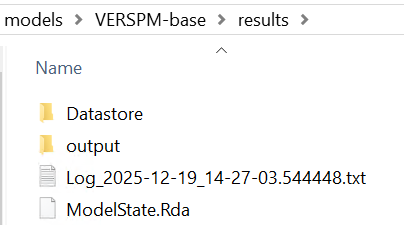 models > VERSPM-base > results >
Name
Datastore
output
Log_2025-12-19_14-27-03.544448.txt
ModelState.Rda